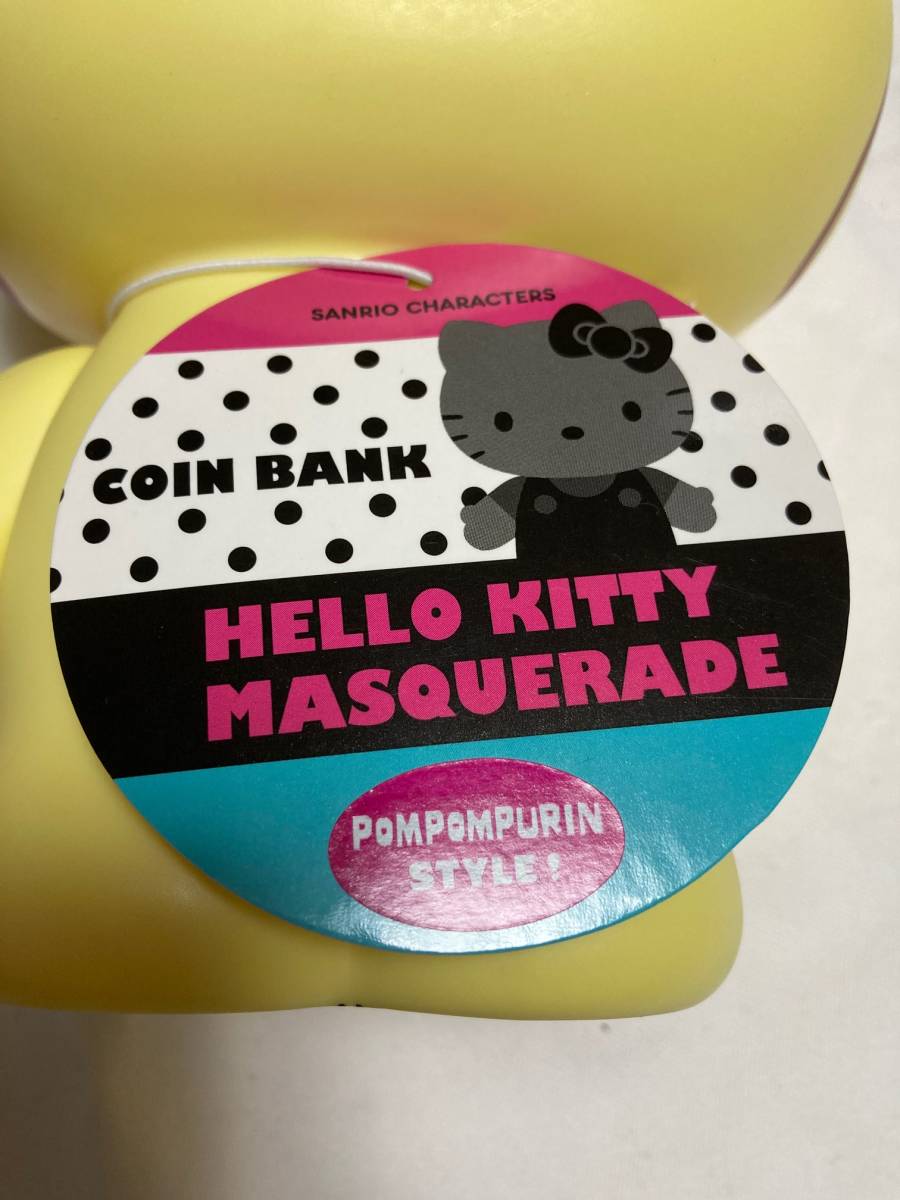 SANRIO CHARACTERS
COIN BANK
HELLO KITTY
MASQUERADE
POMPOMPURIN
STYLE!